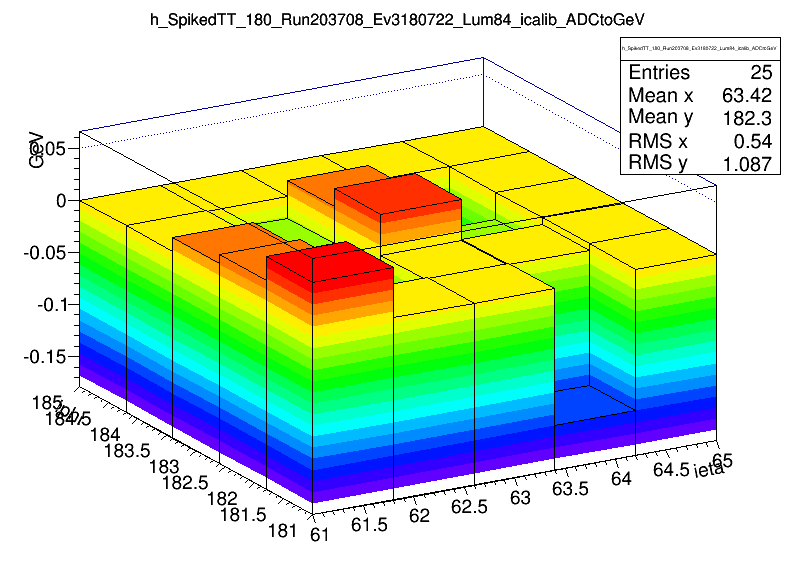 h_SpikedTT_180_Run203708_Ev3180722_Lum84_icalib_ADCtoGeV
h_SpikedTT_180_Run203708_Ev3180722_Lum84_icalib_ADCtoGeV
Entries 25
Mean x 63.42
Mean y 182.3
RMS x 0.54
RMS y 1.087
GeV
0.05
0
-0.05
-0.1
-0.15
185
184.5
184
183.5
183
182.5
182
181.5
181
61
61.5
62
62.5
63
63.5
64
64.5
65
ieta